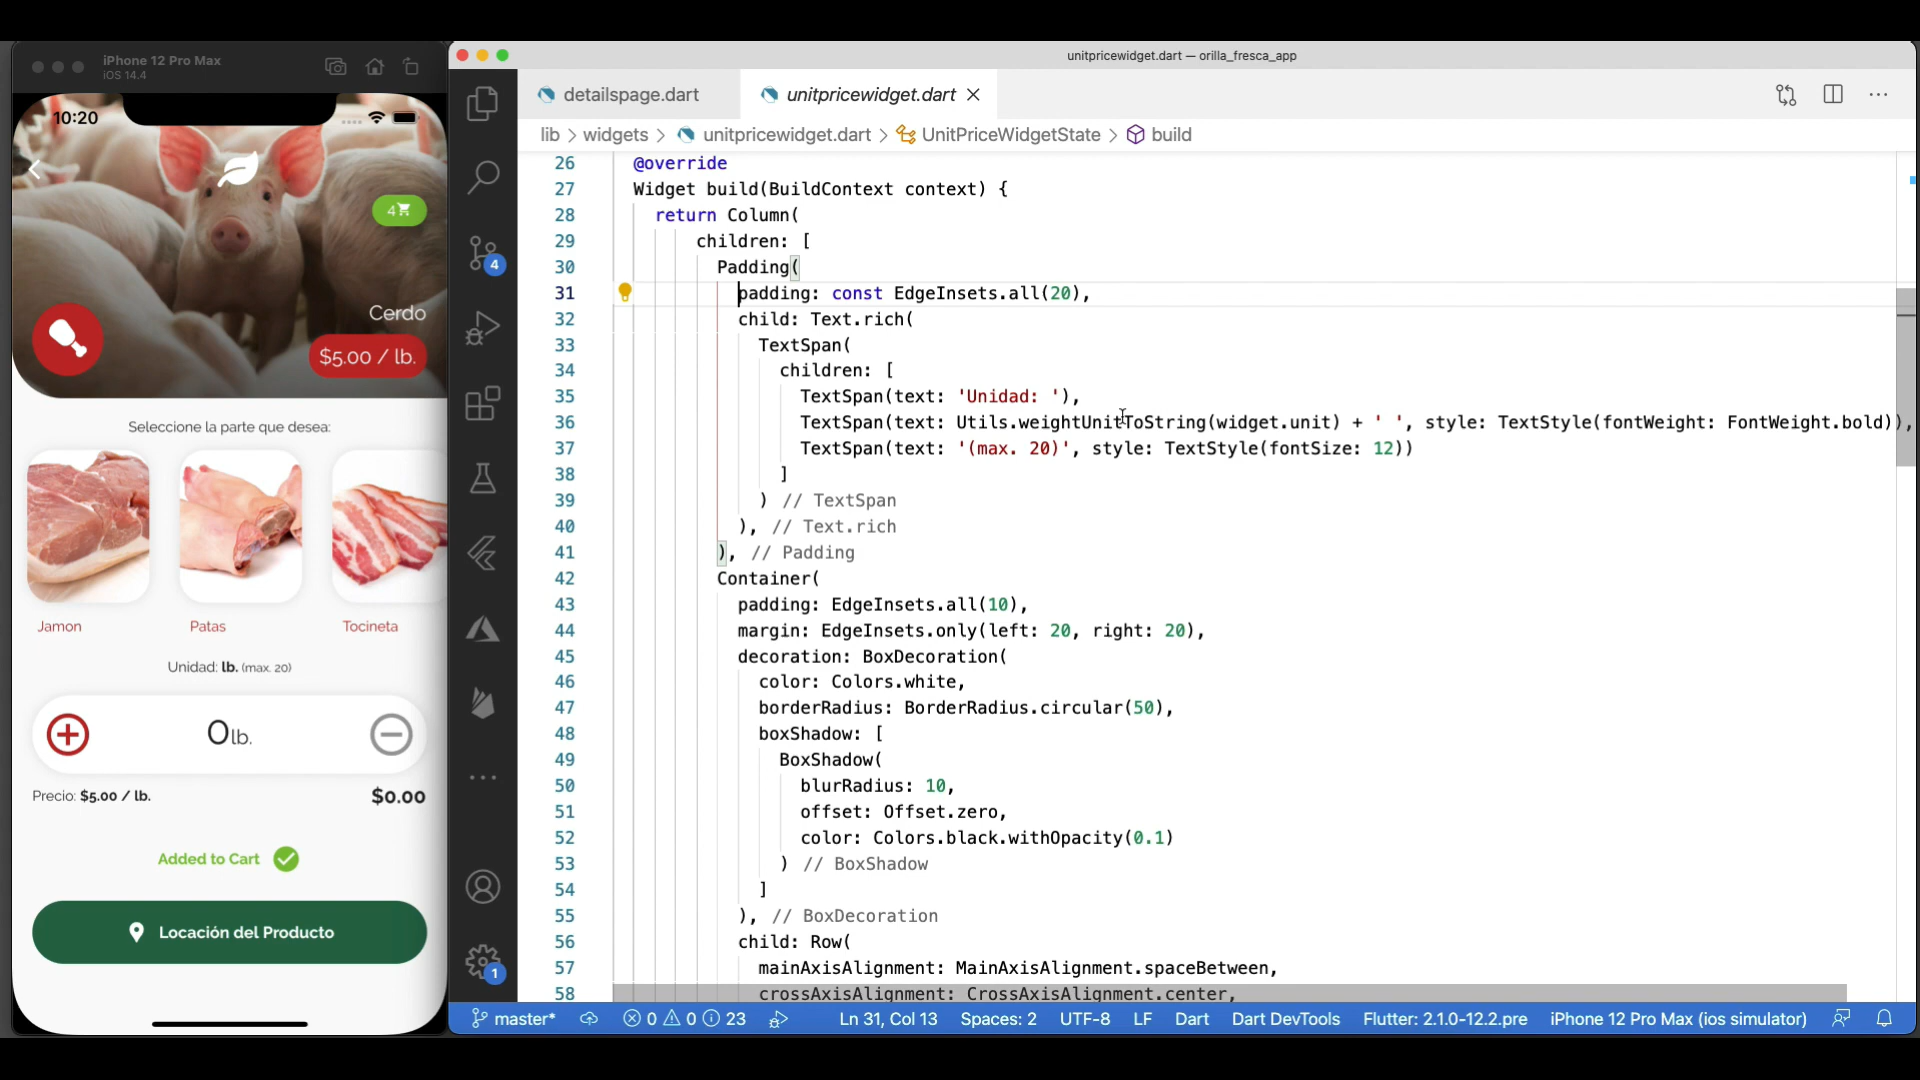 iPhone 12 Pro Max
iOS 14.4
10:20
4
Cerdo
$5.00 / lb.
Seleccione la parte que desea:
Jamon
Patas
Tocineta
Unidad: lb. (max. 20)
0lb.
Precio: $5.00 / lb.
$0.00
Added to Cart
Locación del Producto
unitpricewidget.dart — orilla_fresca_app
detailspage.dart
unitpricewidget.dart
lib > widgets > unitpricewidget.dart > UnitPriceWidgetState > build
26 @override
27 Widget build(BuildContext context) {
28 return Column(
29 children: [
30 Padding(
31 padding: const EdgeInsets.all(20),
32 child: Text.rich(
33 TextSpan(
34 children: [
35 TextSpan(text: 'Unidad: '),
36 TextSpan(text: Utils.weightUnitToString(widget.unit) + ' ', style: TextStyle(fontWeight: FontWeight.bold)),
37 TextSpan(text: '(max. 20)', style: TextStyle(fontSize: 12))
38 ]
39 ) // TextSpan
40 ), // Text.rich
41 ), // Padding
42 Container(
43 padding: EdgeInsets.all(10),
44 margin: EdgeInsets.only(left: 20, right: 20),
45 decoration: BoxDecoration(
46 color: Colors.white,
47 borderRadius: BorderRadius.circular(50),
48 boxShadow: [
49 BoxShadow(
50 blurRadius: 10,
51 offset: Offset.zero,
52 color: Colors.black.withOpacity(0.1)
53 ) // BoxShadow
54 ]
55 ), // BoxDecoration
56 child: Row(
57 mainAxisAlignment: MainAxisAlignment.spaceBetween,
58 crossAxisAlignment: CrossAxisAlignment.center,
4
1
master* 0 0 23 Ln 31, Col 13 Spaces: 2 UTF-8 LF Dart Dart DevTools Flutter: 2.1.0-12.2.pre iPhone 12 Pro Max (ios simulator)